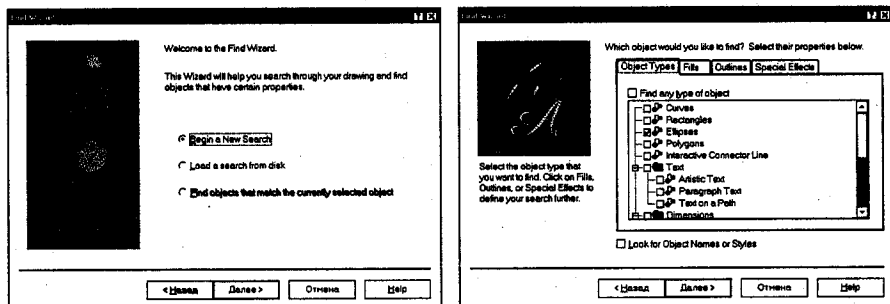 Find Wizard
Welcome to the Find Wizard.
This Wizard will help you search through your drawing and find
objects that have certain properties.
Begin a New Search
Load a search from disk
Find objects that match the currently selected object
< Назад
Далее >
Отмена
Help
Find Wizard
Which object would you like to find? Select their properties below.
Object Types
Fills
Outlines
Special Effects
Find any type of object
Curves
Rectangles
Ellipses
Polygons
Interactive Connector Line
Text
Artistic Text
Paragraph Text
Text on a Path
Dimensions
Select the object type that
you want to find. Click on Fills,
Outlines, or Special Effects to
define your search further.
Look for Object Names or Styles
< Назад
Далее >
Отмена
Help